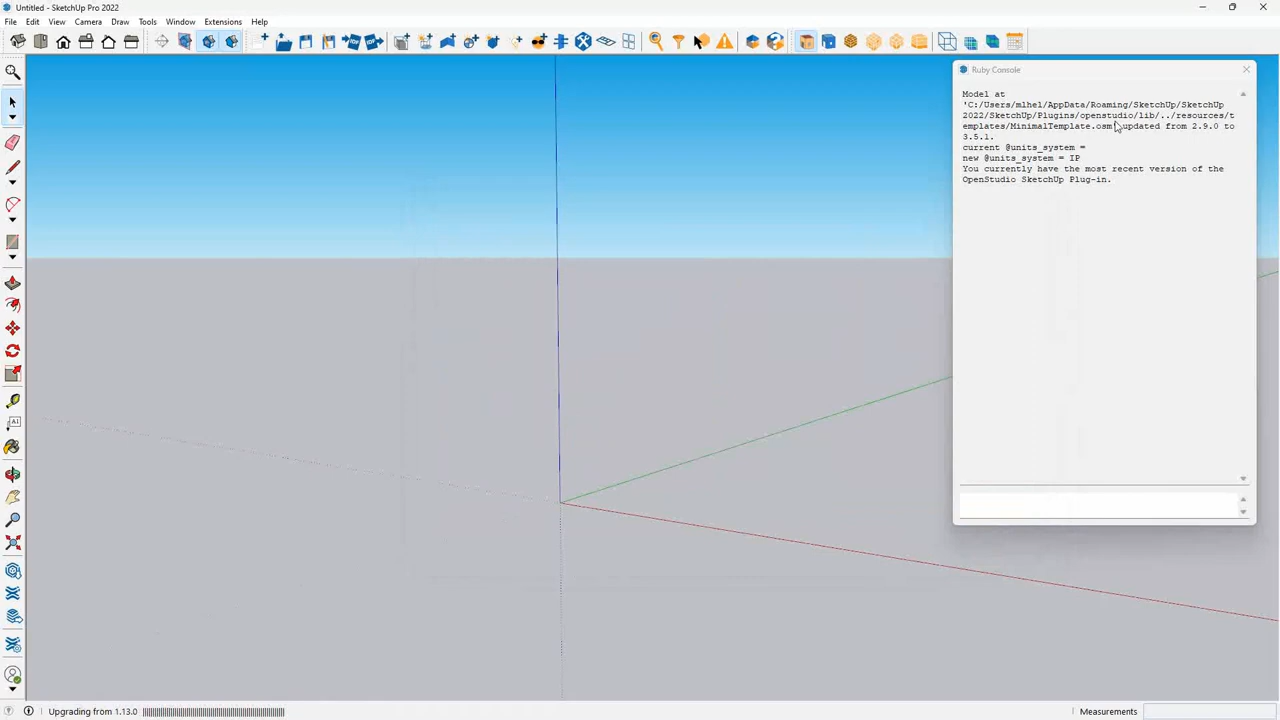 Untitled - SketchUp Pro 2022
File Edit View Camera Draw Tools Window Extensions Help
Ruby Console
Model at
'C:/Users/mlhel/AppData/Roaming/SketchUp/SketchUp
2022/SketchUp/Plugins/openstudio/lib/../resources/t
emplates/MinimalTemplate.osm' updated from 2.9.0 to
3.5.1.
current @units_system =
new @units_system = IP
You currently have the most recent version of the
OpenStudio SketchUp Plug-in.
Upgrading from 1.13.0
Measurements